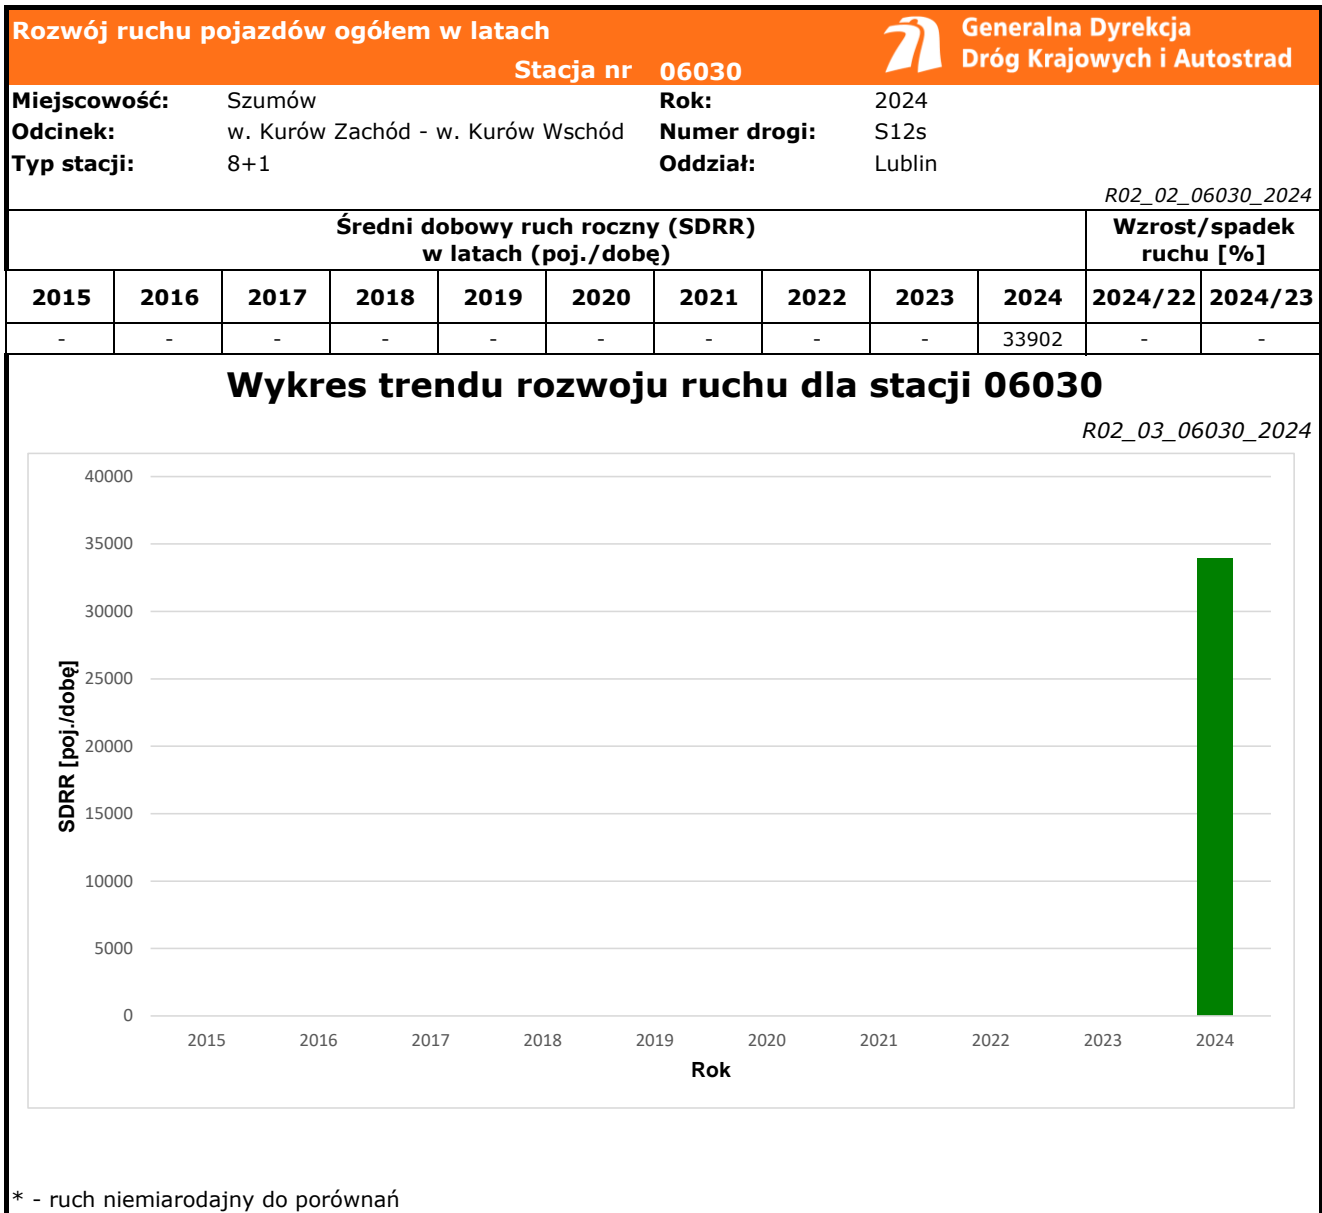 Rozwój ruchu pojazdów ogółem w latach
Stacja nr 06030
Generalna Dyrekcja
Dróg Krajowych i Autostrad
Miejscowość: Szumów Rok: 2024
Odcinek: w. Kurów Zachód - w. Kurów Wschód Numer drogi: S12s
Typ stacji: 8+1 Oddział: Lublin
R02_02_06030_2024
Średni dobowy ruch roczny (SDRR)
w latach (poj./dobę)
Wzrost/spadek
ruchu [%]
2015 2016 2017 2018 2019 2020 2021 2022 2023 2024 2024/22 2024/23
- - - - - - - - - 33902 - -
Wykres trendu rozwoju ruchu dla stacji 06030
R02_03_06030_2024
40000
35000
30000
25000
20000
15000
10000
5000
0
SDRR [poj./dobę]
2015 2016 2017 2018 2019 2020 2021 2022 2023 2024
Rok
* - ruch niemiarodajny do porównań